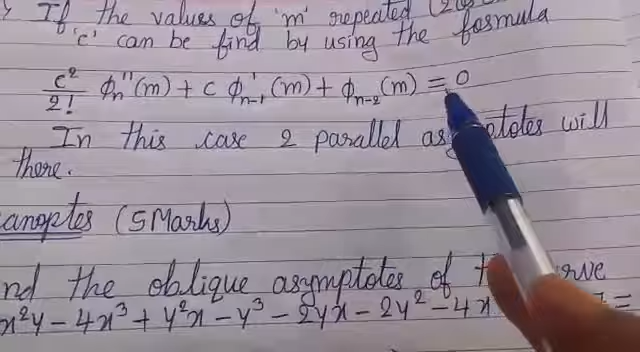 If the values of 'm' repeated (2
'c' can be find by using the formula
c²/2! φn''(m) + c φ'n-1(m) + φn-2(m) = 0
In this case 2 parallel as ptotes will
there.
(5 Marks)
nd the oblique asymptotes of t rve
x²y - 4x³ + y²x - y³ - 2yx - 2y² - 4x =